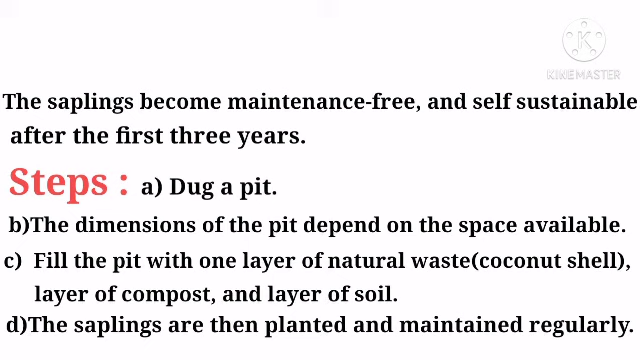 KINEMASTER
The saplings become maintenance-free, and self sustainable
after the first three years.
Steps : a) Dug a pit.
b)The dimensions of the pit depend on the space available.
c) Fill the pit with one layer of natural waste(coconut shell),
layer of compost, and layer of soil.
d)The saplings are then planted and maintained regularly.